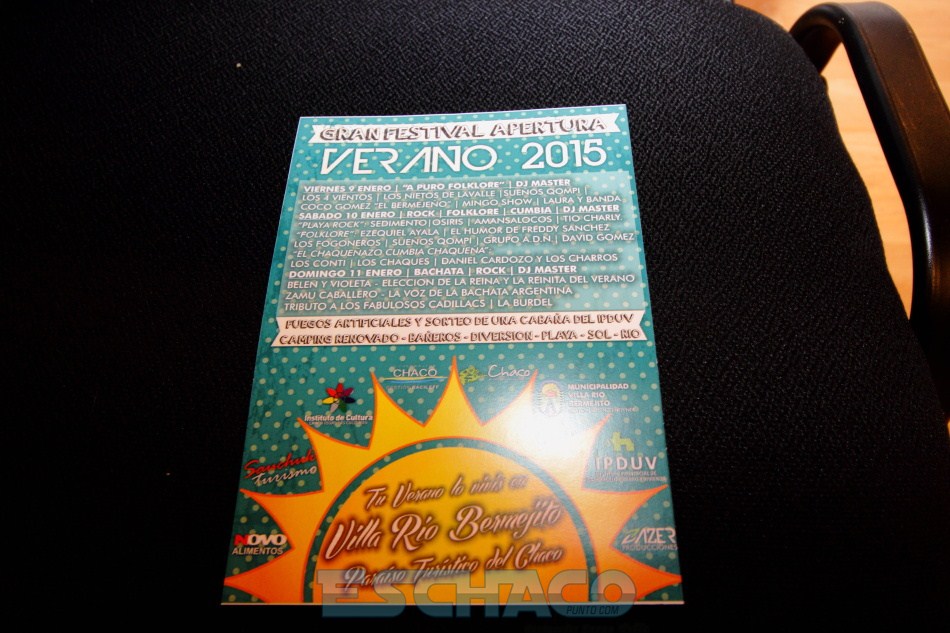 GRAN FESTIVAL APERTURA
VERANO 2015
VIERNES 9 ENERO | "A PURO FOLKLORE" | DJ MASTER
LOS 4 VIENTOS | LOS NIETOS DE LAVALLE | SUEÑOS QOMPI |
COCO GOMEZ "EL BERMEJEÑO" | MINGO SHOW | LAURA Y BANDA
SABADO 10 ENERO | ROCK | FOLKLORE | CUMBIA | DJ MASTER
"PLAYA ROCK" SEDIMENTO | OSIRIS | AMANSALOCOS | TIO CHARLY
"FOLKLORE" EZEQUIEL AYALA | EL HUMOR DE FREDDY SANCHEZ
LOS FOGONEROS | SUEÑOS QOMPI | GRUPO A.D.N. | DAVID GOMEZ
"EL CHAQUEÑAZO CUMBIA CHAQUEÑA"
LOS CONTI | LOS CHAQUES | DANIEL CARDOZO Y LOS CHARROS
DOMINGO 11 ENERO | BACHATA | ROCK | DJ MASTER
BELEN Y VIOLETA - ELECCION DE LA REINA Y LA REINITA DEL VERANO
ZAMU CABALLERO - LA VOZ DE LA BACHATA ARGENTINA
TRIBUTO A LOS FABULOSOS CADILLACS | LA BURDEL
FUEGOS ARTIFICIALES Y SORTEO DE UNA CABAÑA DEL IPDUV
CAMPING RENOVADO - BAÑEROS - DIVERSION - PLAYA - SOL - RIO
CHACO
Chaco
Instituto de Cultura
MUNICIPALIDAD
VILLA RIO
BERMEJITO
Sanchuk
Turismo
IPDUV
NOVO
ALIMENTOS
AZER
PRODUCCIONES
Tu Verano lo vivis en
Villa Río Bermejito
Paraíso Turístico del Chaco
ESCHACO
PUNTO COM